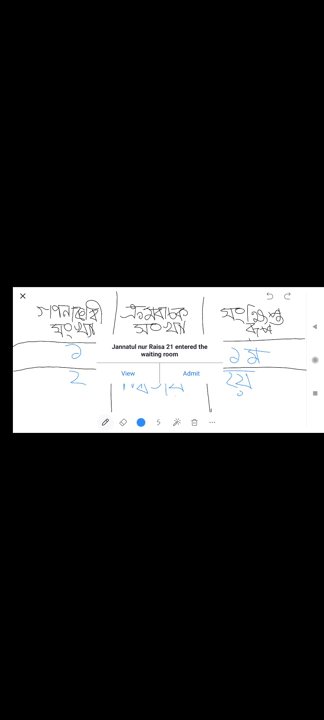 গণনাবাচক ক্রমবাচক সংক্ষিপ্ত
সংখ্যা সংখ্যা রূপ
Jannatul nur Raisa 21 entered the
waiting room
১ ১ম
View Admit
২ ২য়